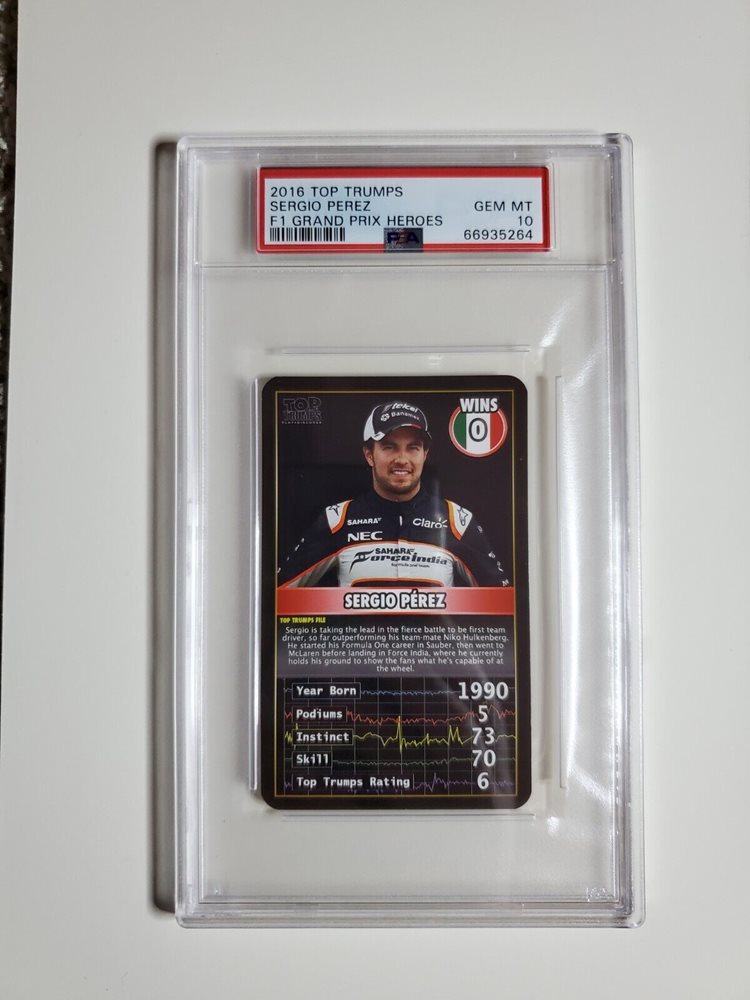 2016 TOP TRUMPS
SERGIO PEREZ GEM MT
F1 GRAND PRIX HEROES 10
PSA 66935264
TOP
TRUMPS
WINS
0
telcel
Banamex
SAHARA Claro
NEC
SAHARA
Force India
formula one team
SERGIO PÉREZ
TOP TRUMPS FILE
Sergio is taking the lead in the fierce battle to be first team
driver, so far outperforming his team-mate Niko Hulkenberg.
He started his Formula One career in Sauber, then went to
McLaren before landing in Force India, where he currently
holds his ground to show the fans what he's capable of at
the wheel.
Year Born 1990
Podiums 5
Instinct 73
Skill 70
Top Trumps Rating 6